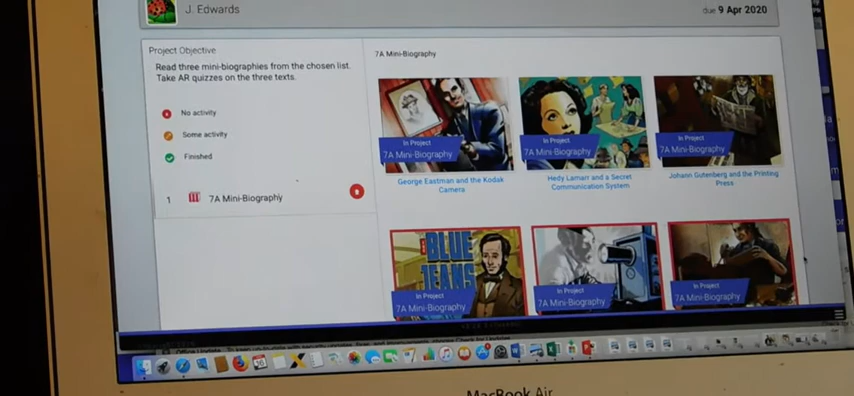 J. Edwards
due 9 Apr 2020
Project Objective
Read three mini-biographies from the chosen list.
Take AR quizzes on the three texts.
No activity
Some activity
Finished
1 7A Mini-Biography
7A Mini-Biography
In Project
7A Mini-Biography
George Eastman and the Kodak
Camera
In Project
7A Mini-Biography
Hedy Lamarr and a Secret
Communication System
In Project
7A Mini-Biography
Johann Gutenberg and the Printing
Press
BLUE
JEANS
In Project
7A Mini-Biography
In Project
7A Mini-Biography
In Project
7A Mini-Biography
MacBook Air